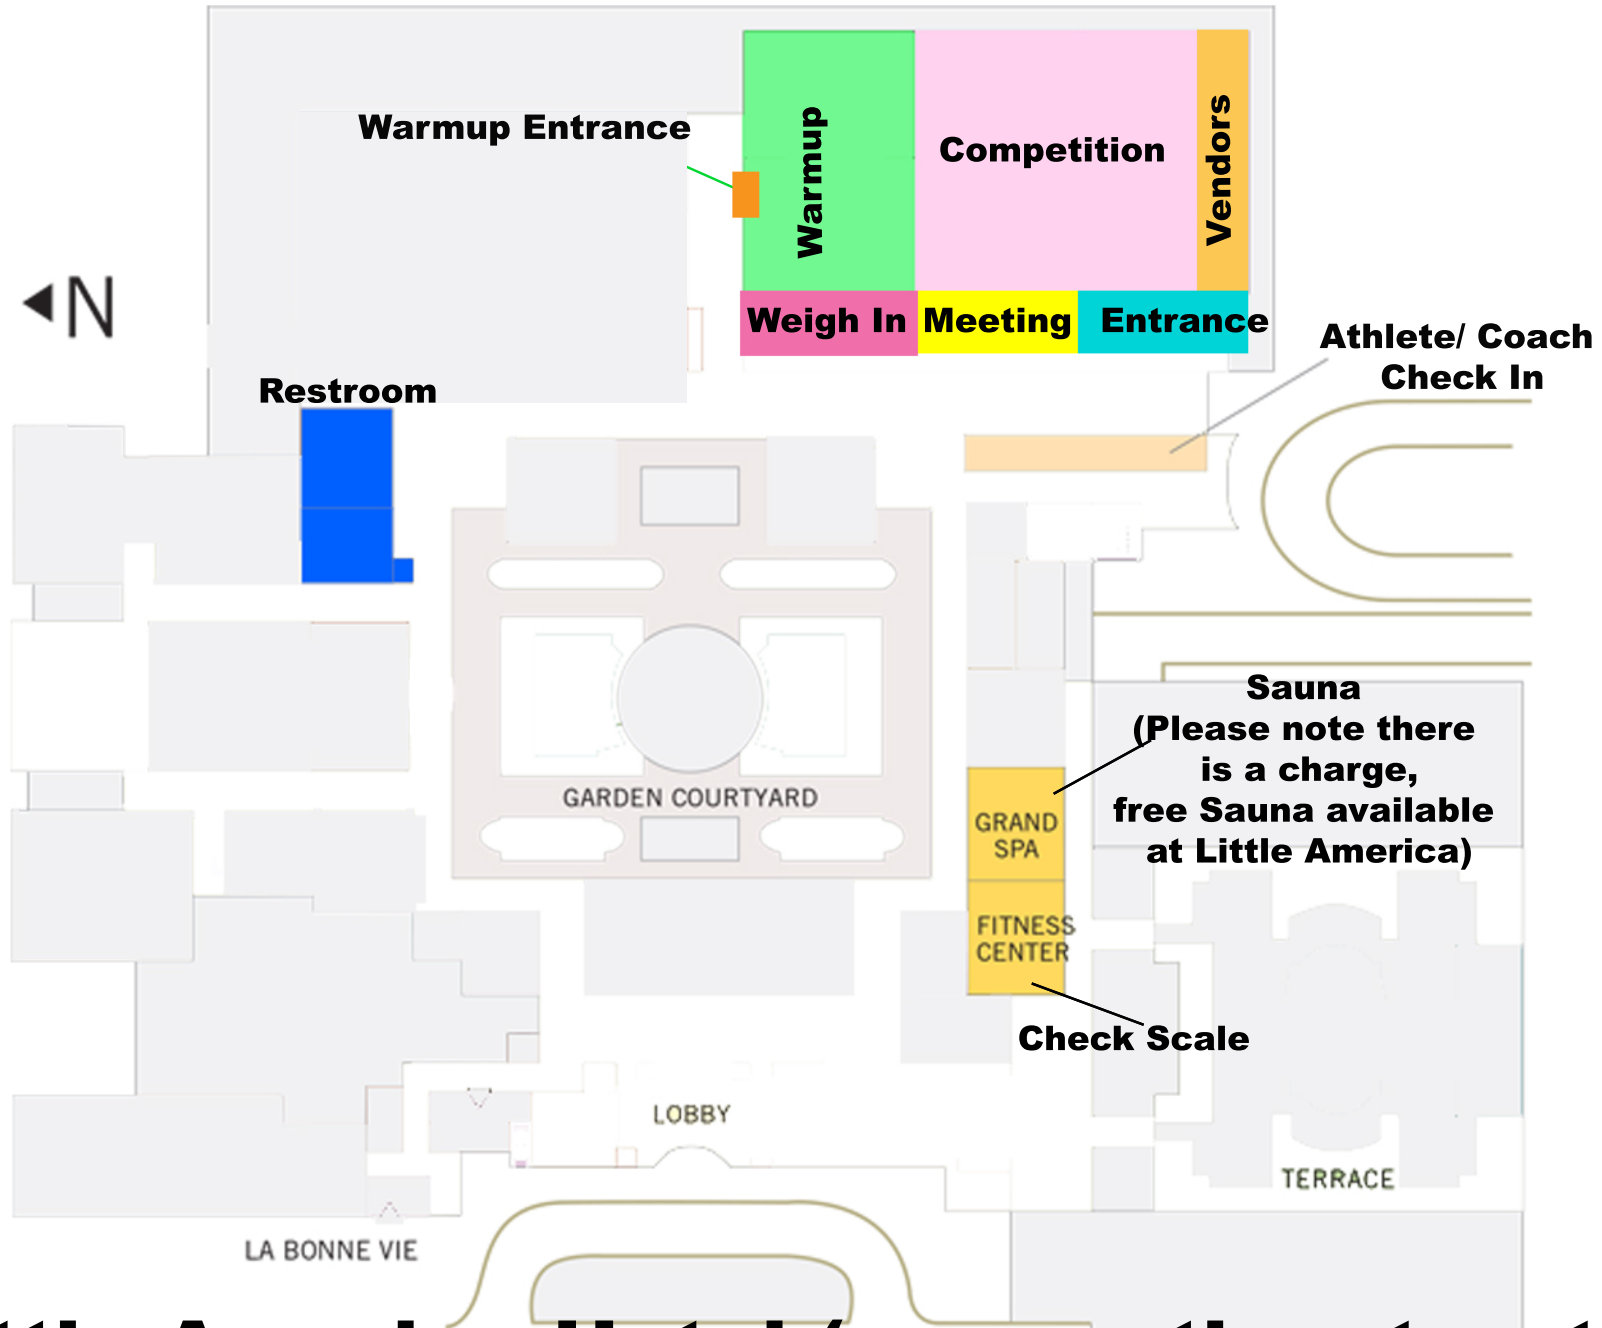 Warmup Entrance
Warmup
Competition
Vendors
Weigh In
Meeting
Entrance
N
Athlete/ Coach
Check In
Restroom
Sauna
(Please note there
is a charge,
free Sauna available
at Little America)
GARDEN COURTYARD
GRAND
SPA
FITNESS
CENTER
Check Scale
LOBBY
TERRACE
LA BONNE VIE